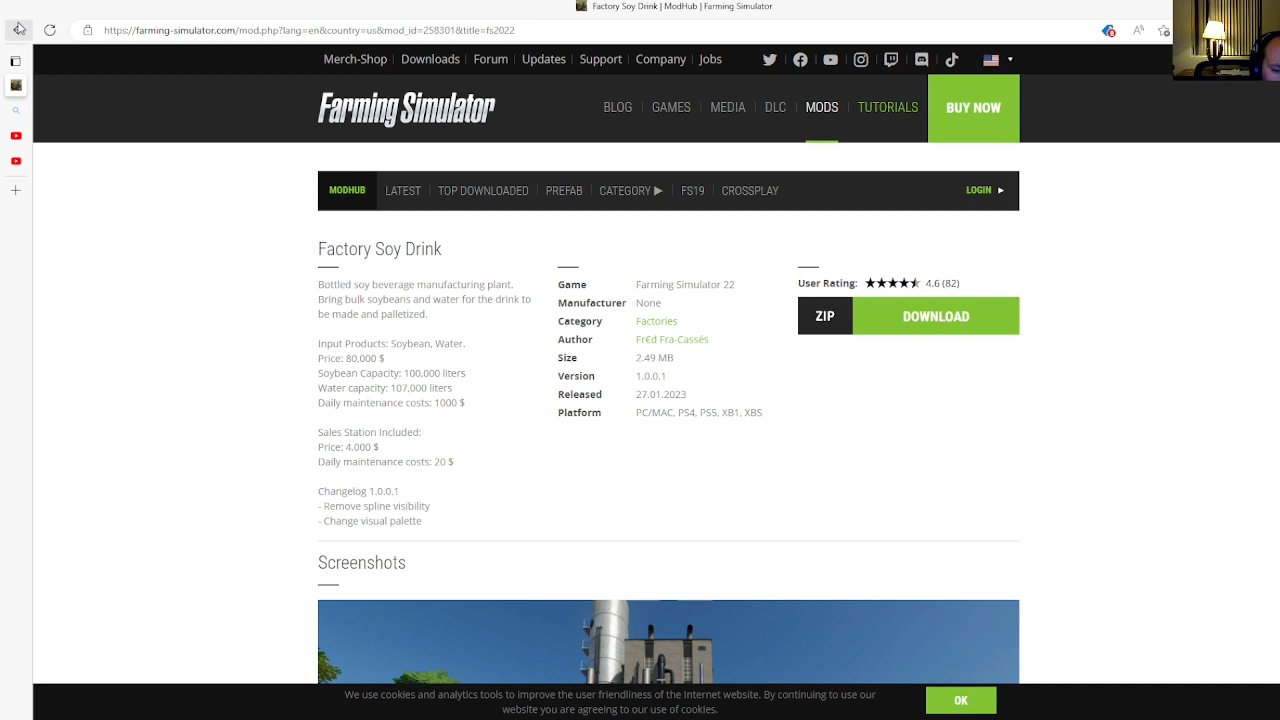 Factory Soy Drink | ModHub | Farming Simulator
https://farming-simulator.com/mod.php?lang=en&country=us&mod_id=258301&title=fs2022
Merch-Shop Downloads Forum Updates Support Company Jobs
Farming Simulator
BLOG GAMES MEDIA DLC MODS TUTORIALS BUY NOW
MODHUB LATEST TOP DOWNLOADED PREFAB CATEGORY ▶ FS19 CROSSPLAY LOGIN ▶
Factory Soy Drink
Bottled soy beverage manufacturing plant.
Bring bulk soybeans and water for the drink to
be made and palletized.
Input Products: Soybean, Water.
Price: 80,000 $
Soybean Capacity: 100,000 liters
Water capacity: 107,000 liters
Daily maintenance costs: 1000 $
Sales Station Included:
Price: 4,000 $
Daily maintenance costs: 20 $
Changelog 1.0.0.1
- Remove spline visibility
- Change visual palette
Game Farming Simulator 22
Manufacturer None
Category Factories
Author Fr€d Fra-Cassés
Size 2.49 MB
Version 1.0.0.1
Released 27.01.2023
Platform PC/MAC, PS4, PS5, XB1, XBS
User Rating: 4.6 (82)
ZIP DOWNLOAD
Screenshots
We use cookies and analytics tools to improve the user friendliness of the Internet website. By continuing to use our
website you are agreeing to our use of cookies.
OK